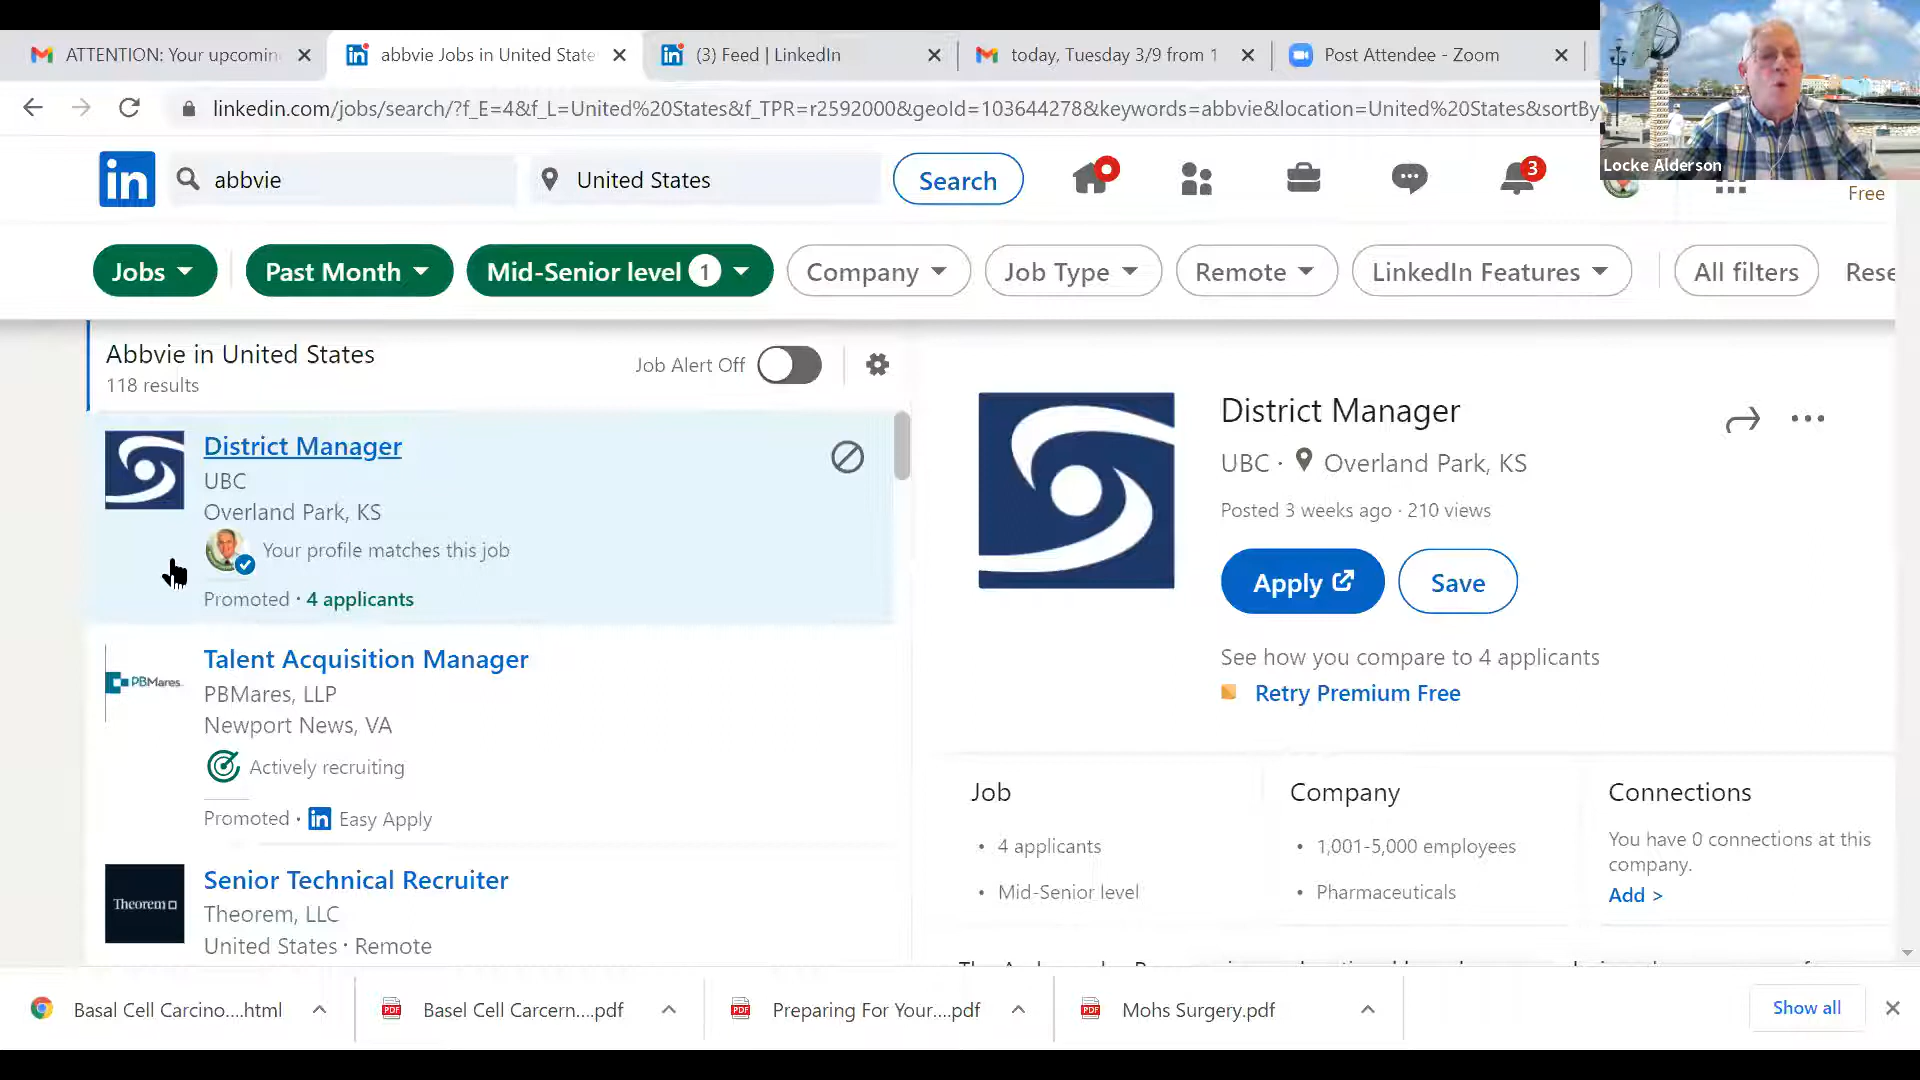 ATTENTION: Your upcomin
abbvie Jobs in United State
(3) Feed | LinkedIn
today, Tuesday 3/9 from 1
Post Attendee - Zoom
linkedin.com/jobs/search/?f_E=4&f_L=United%20States&f_TPR=r2592000&geoId=103644278&keywords=abbvie&location=United%20States&sortBy
Locke Alderson
in
abbvie
United States
Search
3
Free
Jobs
Past Month
Mid-Senior level 1
Company
Job Type
Remote
LinkedIn Features
All filters
Rese
Abbvie in United States
118 results
Job Alert Off
District Manager
UBC
Overland Park, KS
Your profile matches this job
Promoted · 4 applicants
PBMares
Talent Acquisition Manager
PBMares, LLP
Newport News, VA
Actively recruiting
Promoted · in Easy Apply
Theorem
Senior Technical Recruiter
Theorem, LLC
United States · Remote
District Manager
UBC · Overland Park, KS
Posted 3 weeks ago · 210 views
Apply
Save
See how you compare to 4 applicants
Retry Premium Free
Job
• 4 applicants
• Mid-Senior level
Company
• 1,001-5,000 employees
• Pharmaceuticals
Connections
You have 0 connections at this
company.
Add >
Basal Cell Carcino....html
PDF Basel Cell Carcern....pdf
PDF Preparing For Your....pdf
PDF Mohs Surgery.pdf
Show all